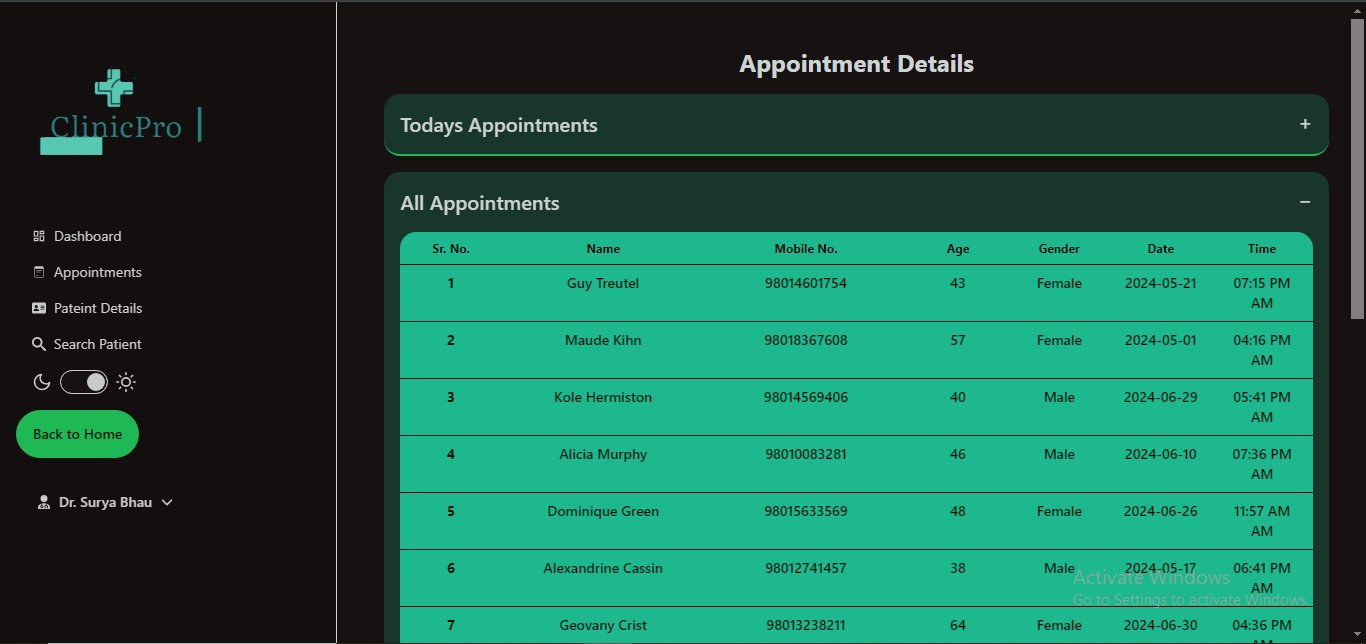 ClinicPro
Dashboard
Appointments
Pateint Details
Search Patient
Back to Home
Dr. Surya Bhau
Appointment Details
Todays Appointments +
All Appointments −
Sr. No. Name Mobile No. Age Gender Date Time
1 Guy Treutel 98014601754 43 Female 2024-05-21 07:15 PM
AM
2 Maude Kihn 98018367608 57 Female 2024-05-01 04:16 PM
AM
3 Kole Hermiston 98014569406 40 Male 2024-06-29 05:41 PM
AM
4 Alicia Murphy 98010083281 46 Male 2024-06-10 07:36 PM
AM
5 Dominique Green 98015633569 48 Female 2024-06-26 11:57 AM
AM
6 Alexandrine Cassin 98012741457 38 Male 2024-05-17 06:41 PM
AM
7 Geovany Crist 98013238211 64 Female 2024-06-30 04:36 PM
AM
Activate Windows
Go to Settings to activate Windows.